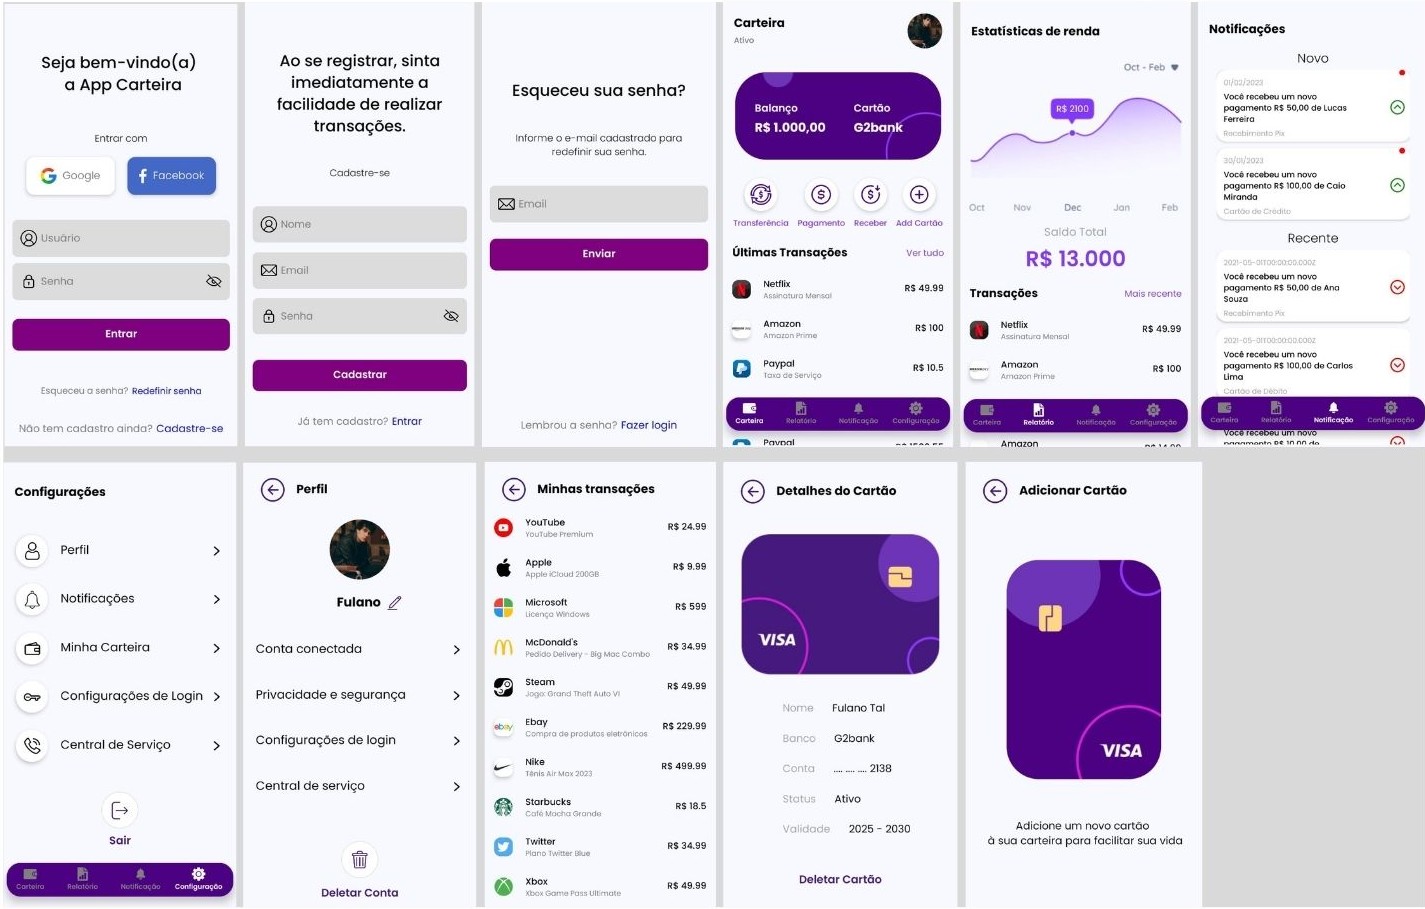 Seja bem-vindo(a)
a App Carteira
Entrar com
Google
Facebook
Usuário
Senha
Entrar
Esqueceu a senha? Redefinir senha
Não tem cadastro ainda? Cadastre-se
Ao se registrar, sinta
imediatamente a
facilidade de realizar
transações.
Cadastre-se
Nome
Email
Senha
Cadastrar
Já tem cadastro? Entrar
Esqueceu sua senha?
Informe o e-mail cadastrado para
redefinir sua senha.
Email
Enviar
Lembrou a senha? Fazer login
Carteira
Ativo
Balanço
Cartão
R$ 1.000,00
G2bank
Transferência
Pagamento
Receber
Add Cartão
Últimas Transações
Ver tudo
Netflix
Assinatura Mensal
R$ 49.99
Amazon
Amazon Prime
R$ 100
Paypal
Taxa de Serviço
R$ 10.5
Carteira
Relatório
Notificação
Configuração
Paypal
Estatísticas de renda
Oct - Feb
R$ 2100
Oct
Nov
Dec
Jan
Feb
Saldo Total
R$ 13.000
Transações
Mais recente
Netflix
Assinatura Mensal
R$ 49.99
Amazon
Amazon Prime
R$ 100
Carteira
Relatório
Notificação
Configuração
Amazon
Notificações
Novo
01/02/2023
Você recebeu um novo
pagamento R$ 50,00 de Lucas
Ferreira
Recebimento Pix
30/01/2023
Você recebeu um novo
pagamento R$ 100,00 de Caio
Miranda
Cartão de Crédito
Recente
2021-05-01T00:00:00.000Z
Você recebeu um novo
pagamento R$ 50,00 de Ana
Souza
Recebimento Pix
2021-05-01T00:00:00.000Z
Você recebeu um novo
pagamento R$ 100,00 de Carlos
Lima
Cartão de Débito
Carteira
Relatório
Notificação
Configuração
Você recebeu um novo
pagamento R$ 10,00 de
Configurações
Perfil
Notificações
Minha Carteira
Configurações de Login
Central de Serviço
Sair
Carteira
Relatório
Notificação
Configuração
Perfil
Fulano
Conta conectada
Privacidade e segurança
Configurações de login
Central de serviço
Deletar Conta
Minhas transações
YouTube
YouTube Premium
R$ 24.99
Apple
Apple iCloud 200GB
R$ 9.99
Microsoft
Licença Windows
R$ 599
McDonald's
Pedido Delivery - Big Mac Combo
R$ 34.99
Steam
Jogo: Grand Theft Auto VI
R$ 49.99
ebay
Ebay
Compra de produtos eletrônicos
R$ 229.99
Nike
Tênis Air Max 2023
R$ 499.99
Starbucks
Café Mocha Grande
R$ 18.5
Twitter
Plano Twitter Blue
R$ 34.99
Xbox
Xbox Game Pass Ultimate
R$ 49.99
Detalhes do Cartão
VISA
Nome Fulano Tal
Banco G2bank
Conta .... .... .... 2138
Status Ativo
Validade 2025 - 2030
Deletar Cartão
Adicionar Cartão
VISA
Adicione um novo cartão
à sua carteira para facilitar sua vida